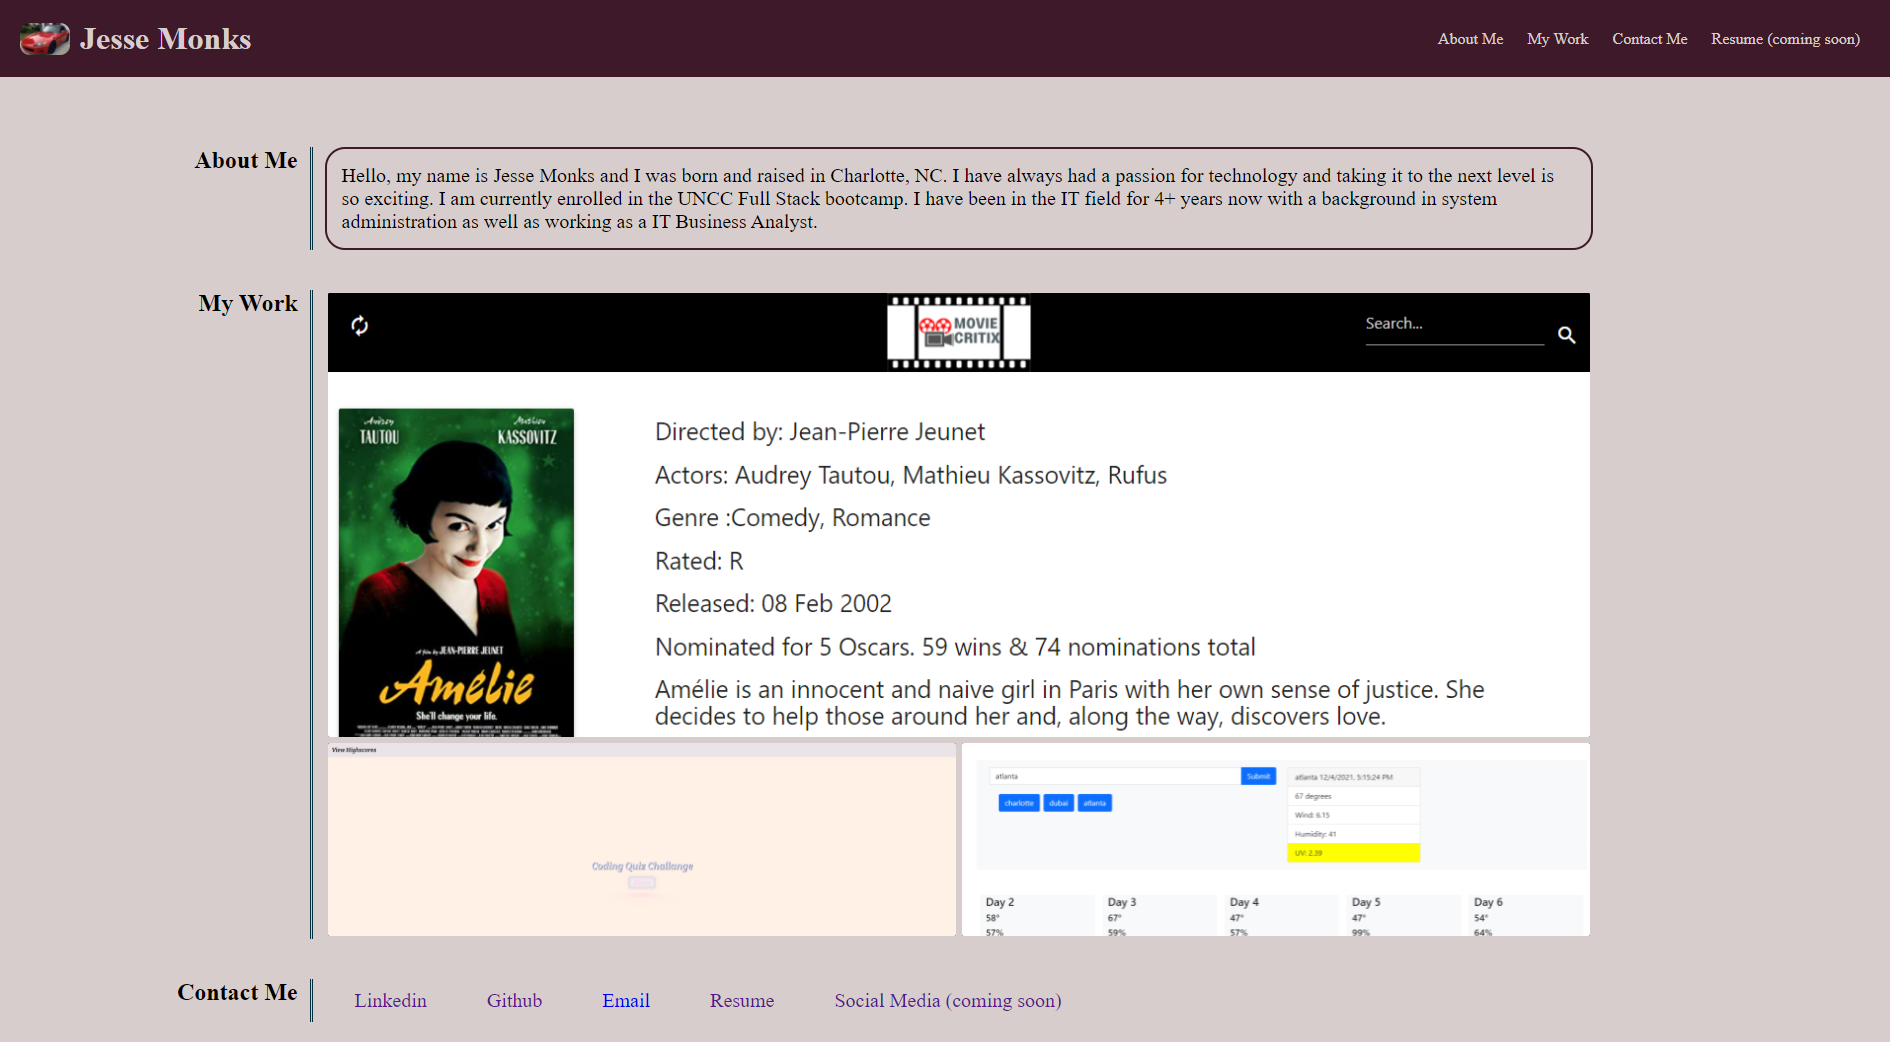 Jesse Monks
About Me My Work Contact Me Resume (coming soon)
About Me
Hello, my name is Jesse Monks and I was born and raised in Charlotte, NC. I have always had a passion for technology and taking it to the next level is
so exciting. I am currently enrolled in the UNCC Full Stack bootcamp. I have been in the IT field for 4+ years now with a background in system
administration as well as working as a IT Business Analyst.
My Work
MOVIE
CRITIX
Search...
Audrey
TAUTOU
Mathieu
KASSOVITZ
A film by JEAN-PIERRE JEUNET
Amélie
She'll change your life.
Directed by: Jean-Pierre Jeunet
Actors: Audrey Tautou, Mathieu Kassovitz, Rufus
Genre :Comedy, Romance
Rated: R
Released: 08 Feb 2002
Nominated for 5 Oscars. 59 wins & 74 nominations total
Amélie is an innocent and naive girl in Paris with her own sense of justice. She
decides to help those around her and, along the way, discovers love.
View Highscores
Coding Quiz Challange
atlanta
Submit
charlotte dubai atlanta
atlanta 12/4/2021, 5:15:24 PM
67 degrees
Wind: 6.15
Humidity: 41
UV: 2.39
Day 2 Day 3 Day 4 Day 5 Day 6
58° 67° 47° 47° 54°
57% 59% 57% 99% 64%
Contact Me
Linkedin Github Email Resume Social Media (coming soon)